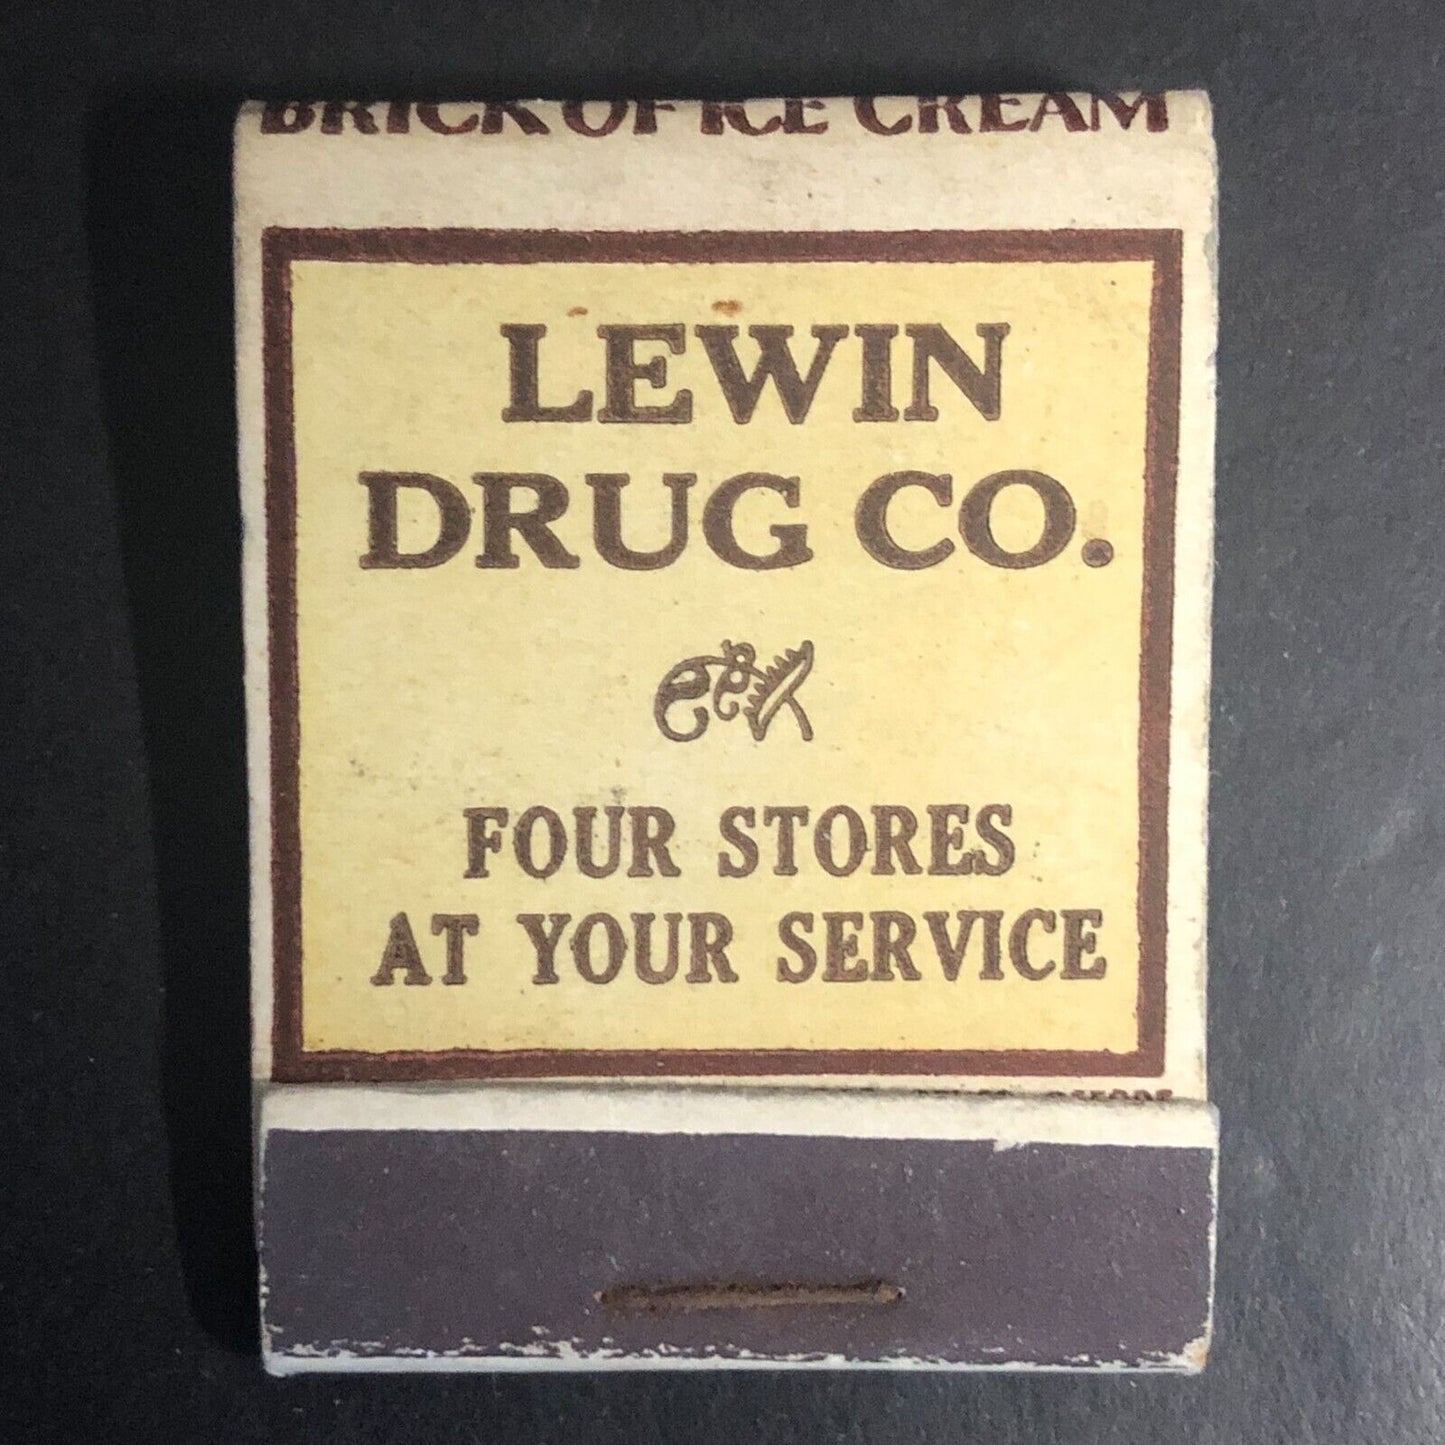 BRICK OF ICE CREAM
LEWIN
DRUG CO.
FOUR STORES
AT YOUR SERVICE